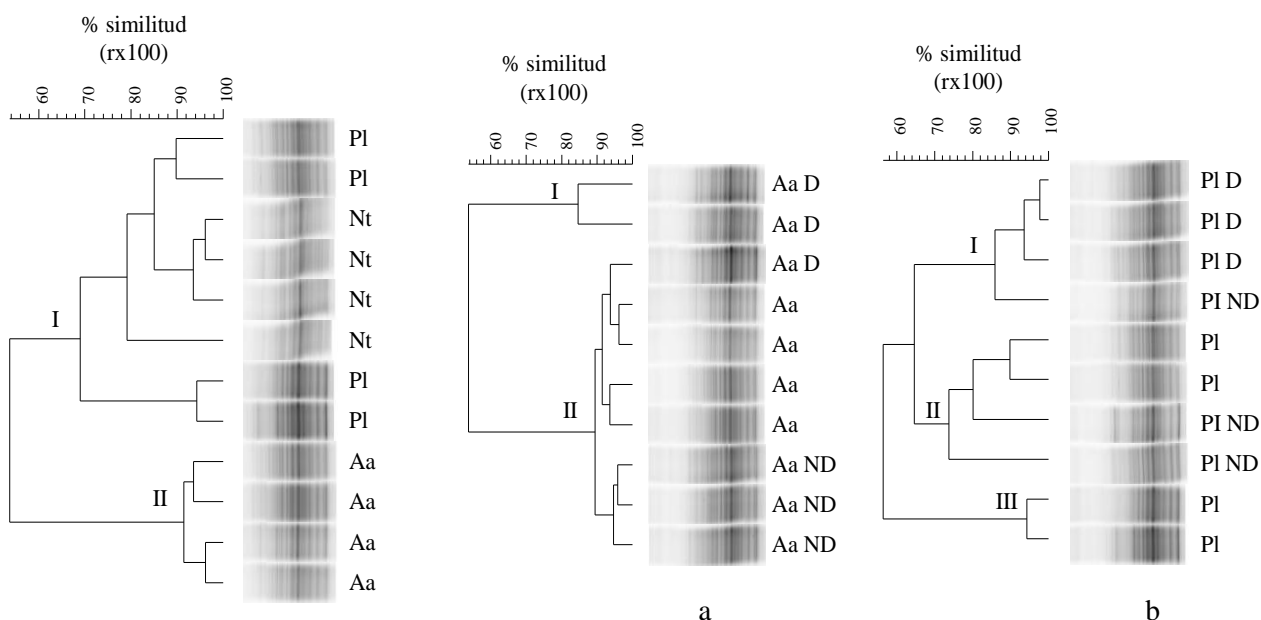 % similitud
(rx100)
60
70
80
90
100
Pl
Pl
Nt
Nt
Nt
Nt
Pl
Pl
Aa
Aa
Aa
Aa
I
II
% similitud
(rx100)
60
70
80
90
100
Aa D
Aa D
Aa D
Aa
Aa
Aa
Aa
Aa ND
Aa ND
Aa ND
I
II
a
% similitud
(rx100)
60
70
80
90
100
Pl D
Pl D
Pl D
PI ND
Pl
Pl
PI ND
Pl ND
Pl
Pl
I
II
III
b